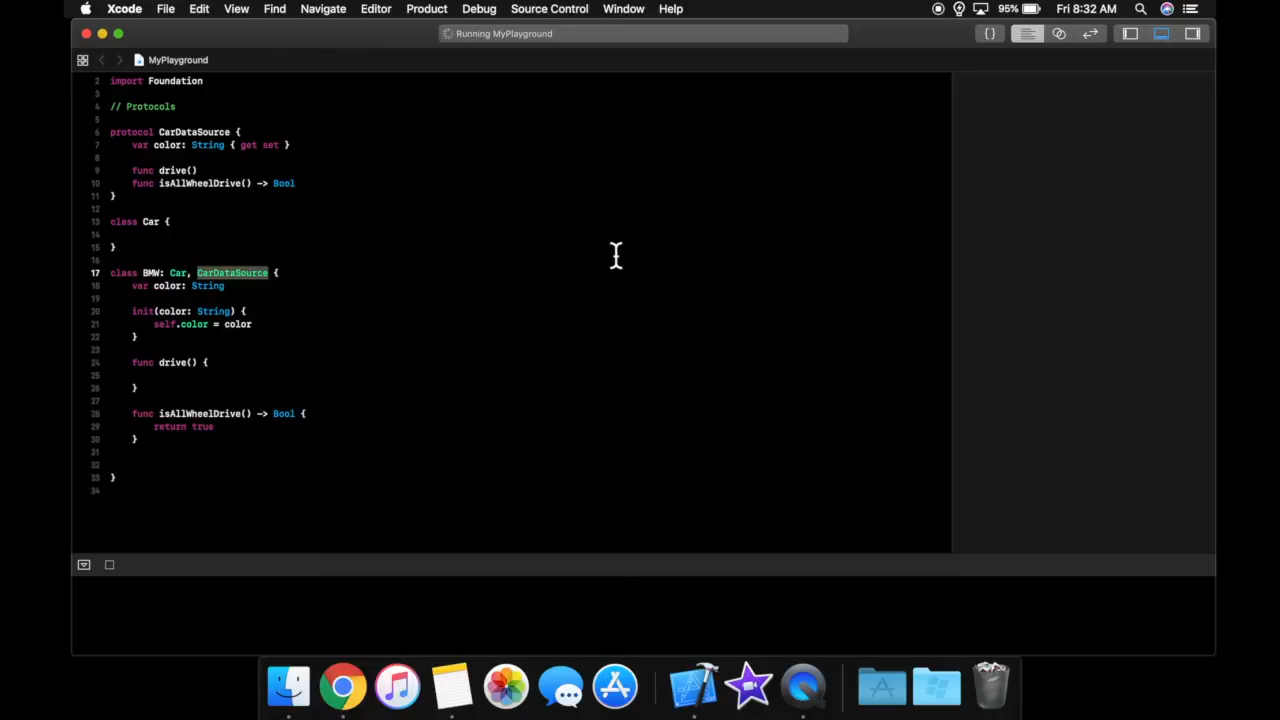 Xcode File Edit View Find Navigate Product Editor Debug Source Control Window Help 95% Fri 8:32 AM
Running MyPlayground
MyPlayground
2 import Foundation
3
4 // Protocols
5
6 protocol CarDataSource {
7 var color: String { get set }
8
9 func drive()
10 func isAllWheelDrive() -> Bool
11 }
12
13 class Car {
14
15 }
16
17 class BMW: Car, CarDataSource {
18 var color: String
19
20 init(color: String) {
21 self.color = color
22 }
23
24 func drive() {
25
26 }
27
28 func isAllWheelDrive() -> Bool {
29 return true
30 }
31
32
33 }
34